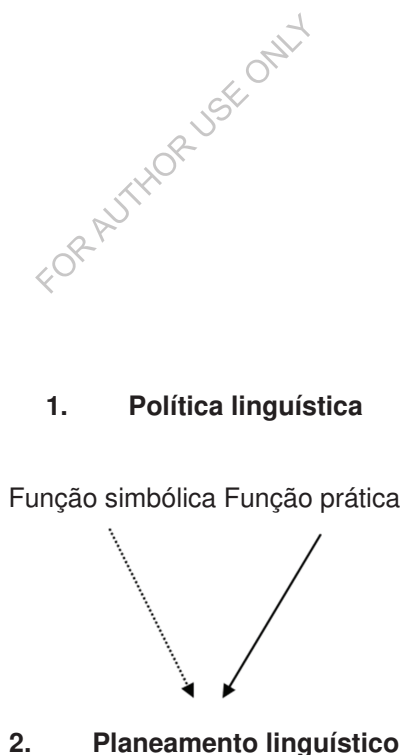 FOR AUTHOR USE ONLY
1. Política linguística
Função simbólica Função prática
2. Planeamento linguístico